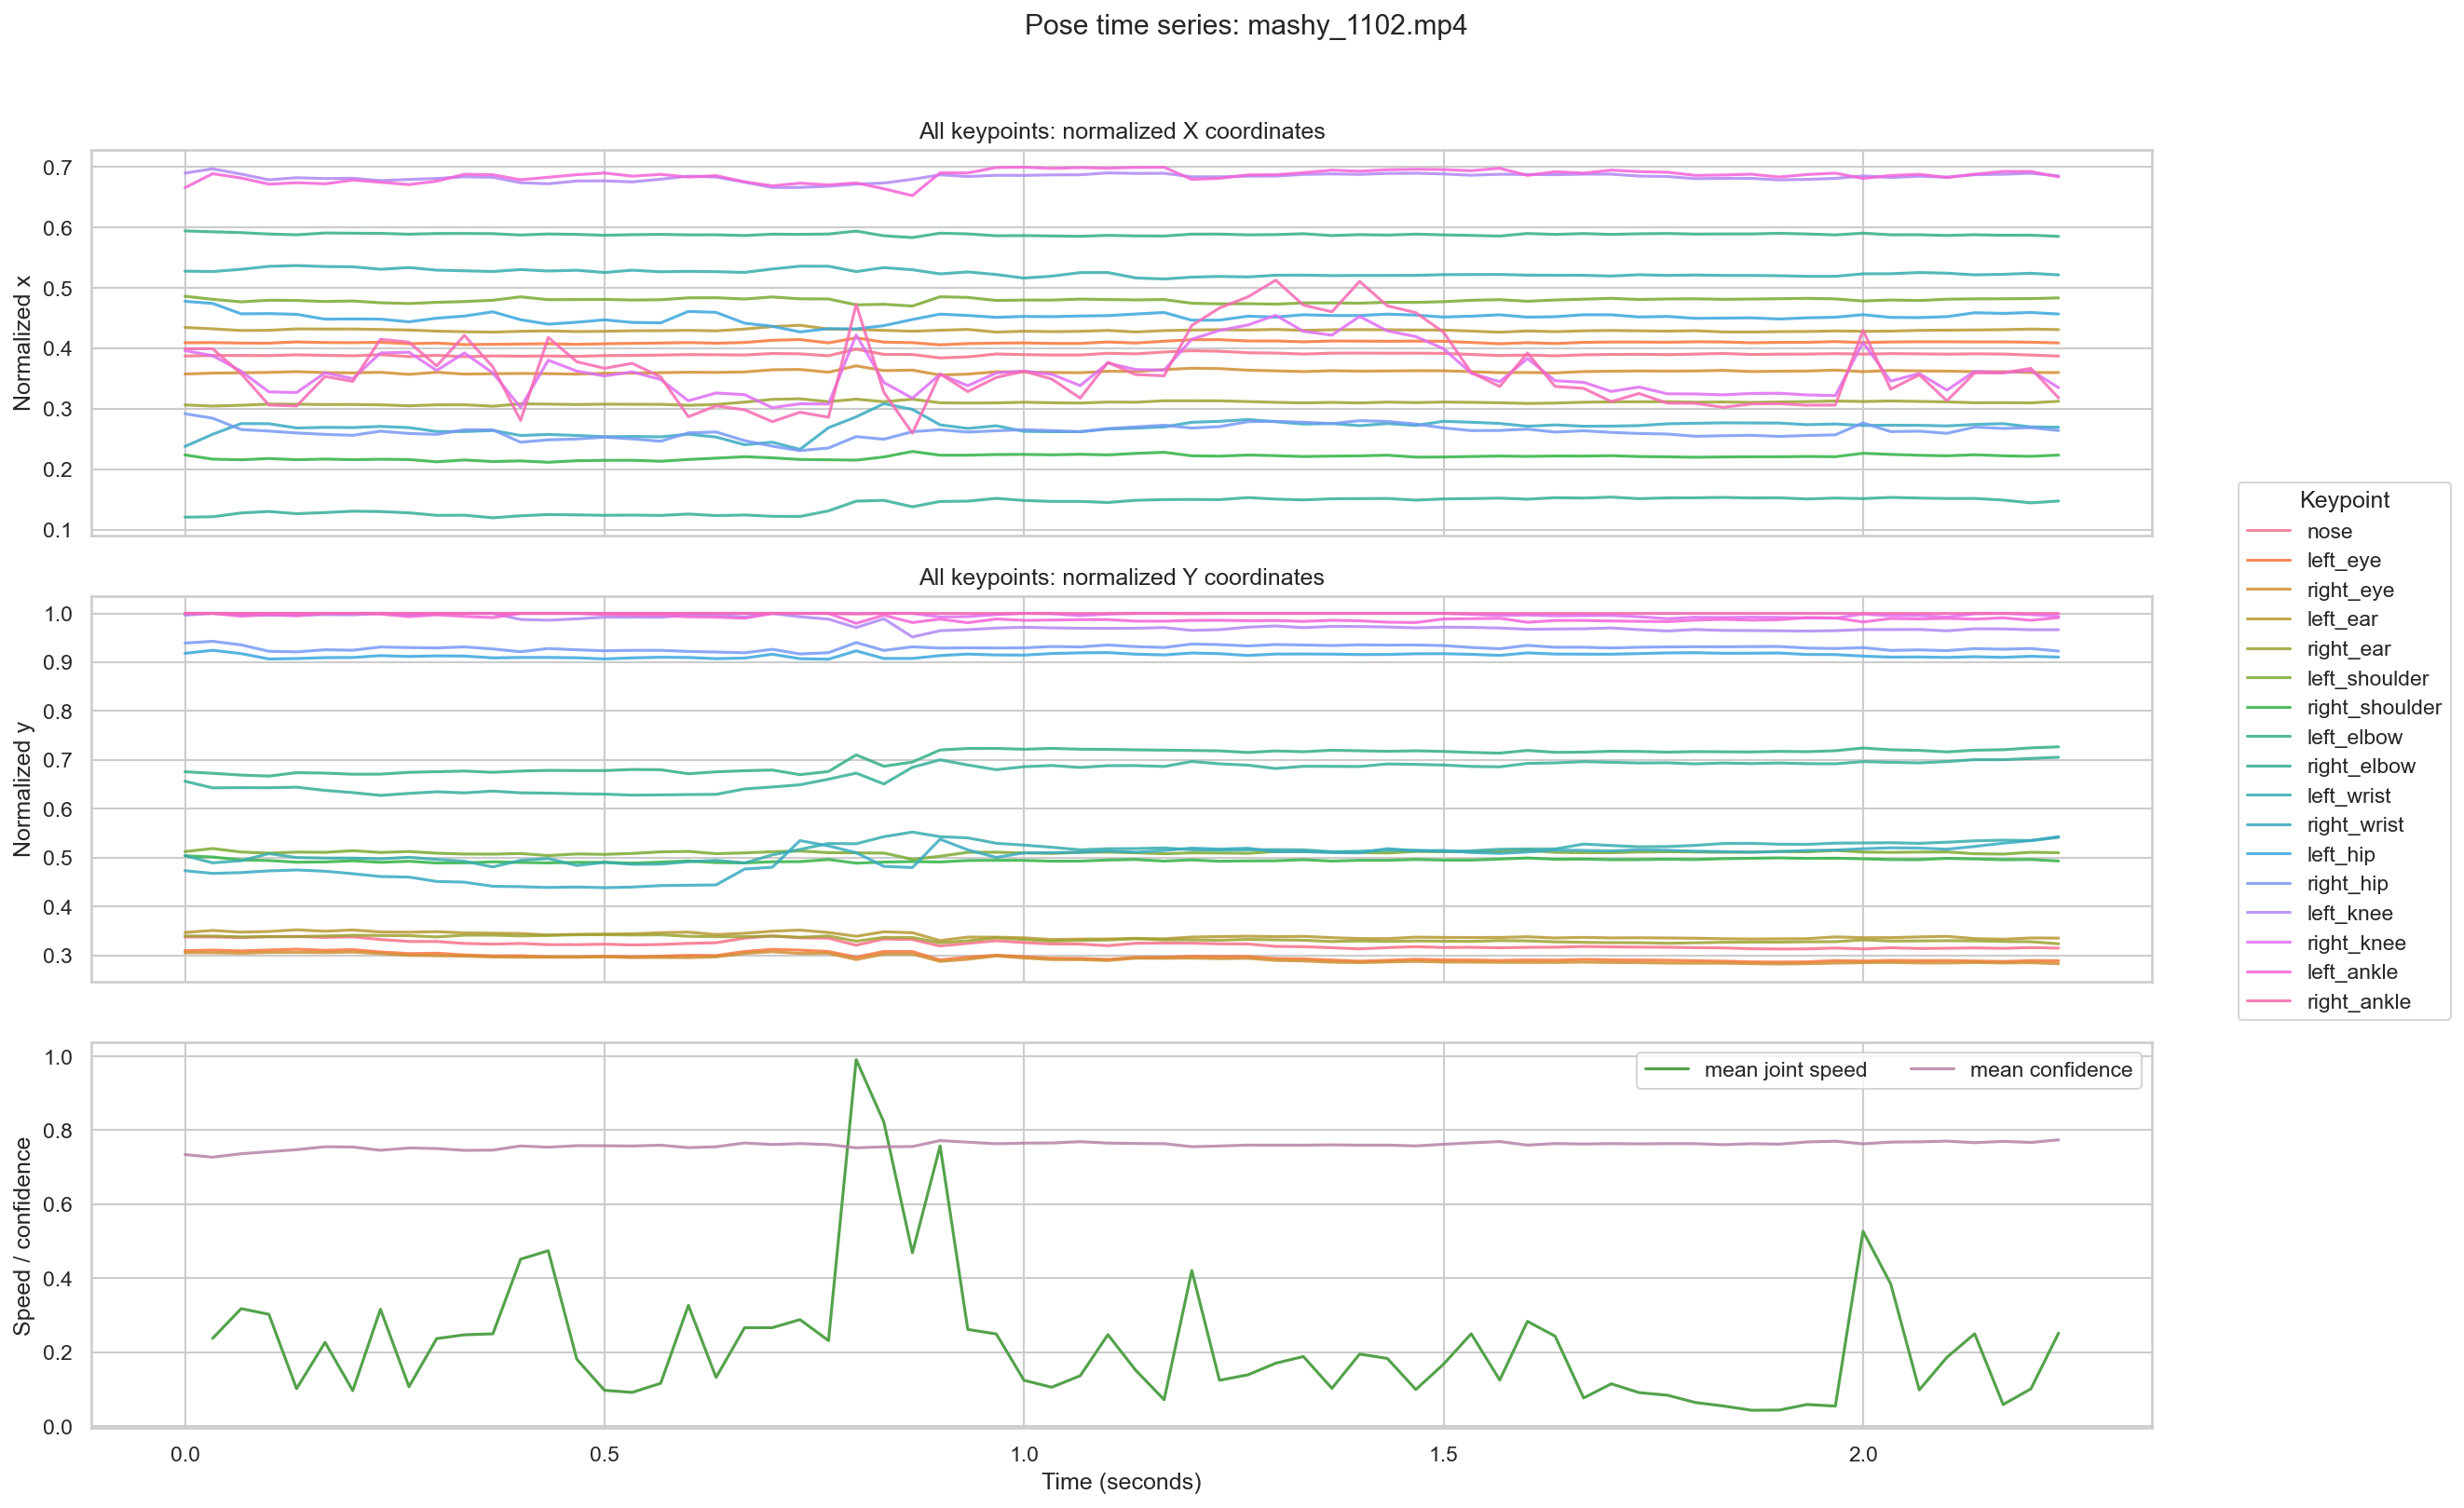 Pose time series: mashy_1102.mp4
All keypoints: normalized X coordinates
Normalized x
0.7
0.6
0.5
0.4
0.3
0.2
0.1
All keypoints: normalized Y coordinates
Normalized y
1.0
0.9
0.8
0.7
0.6
0.5
0.4
0.3
Keypoint
nose
left_eye
right_eye
left_ear
right_ear
left_shoulder
right_shoulder
left_elbow
right_elbow
left_wrist
right_wrist
left_hip
right_hip
left_knee
right_knee
left_ankle
right_ankle
mean joint speed
mean confidence
Speed / confidence
1.0
0.8
0.6
0.4
0.2
0.0
0.0 0.5 1.0 1.5 2.0
Time (seconds)